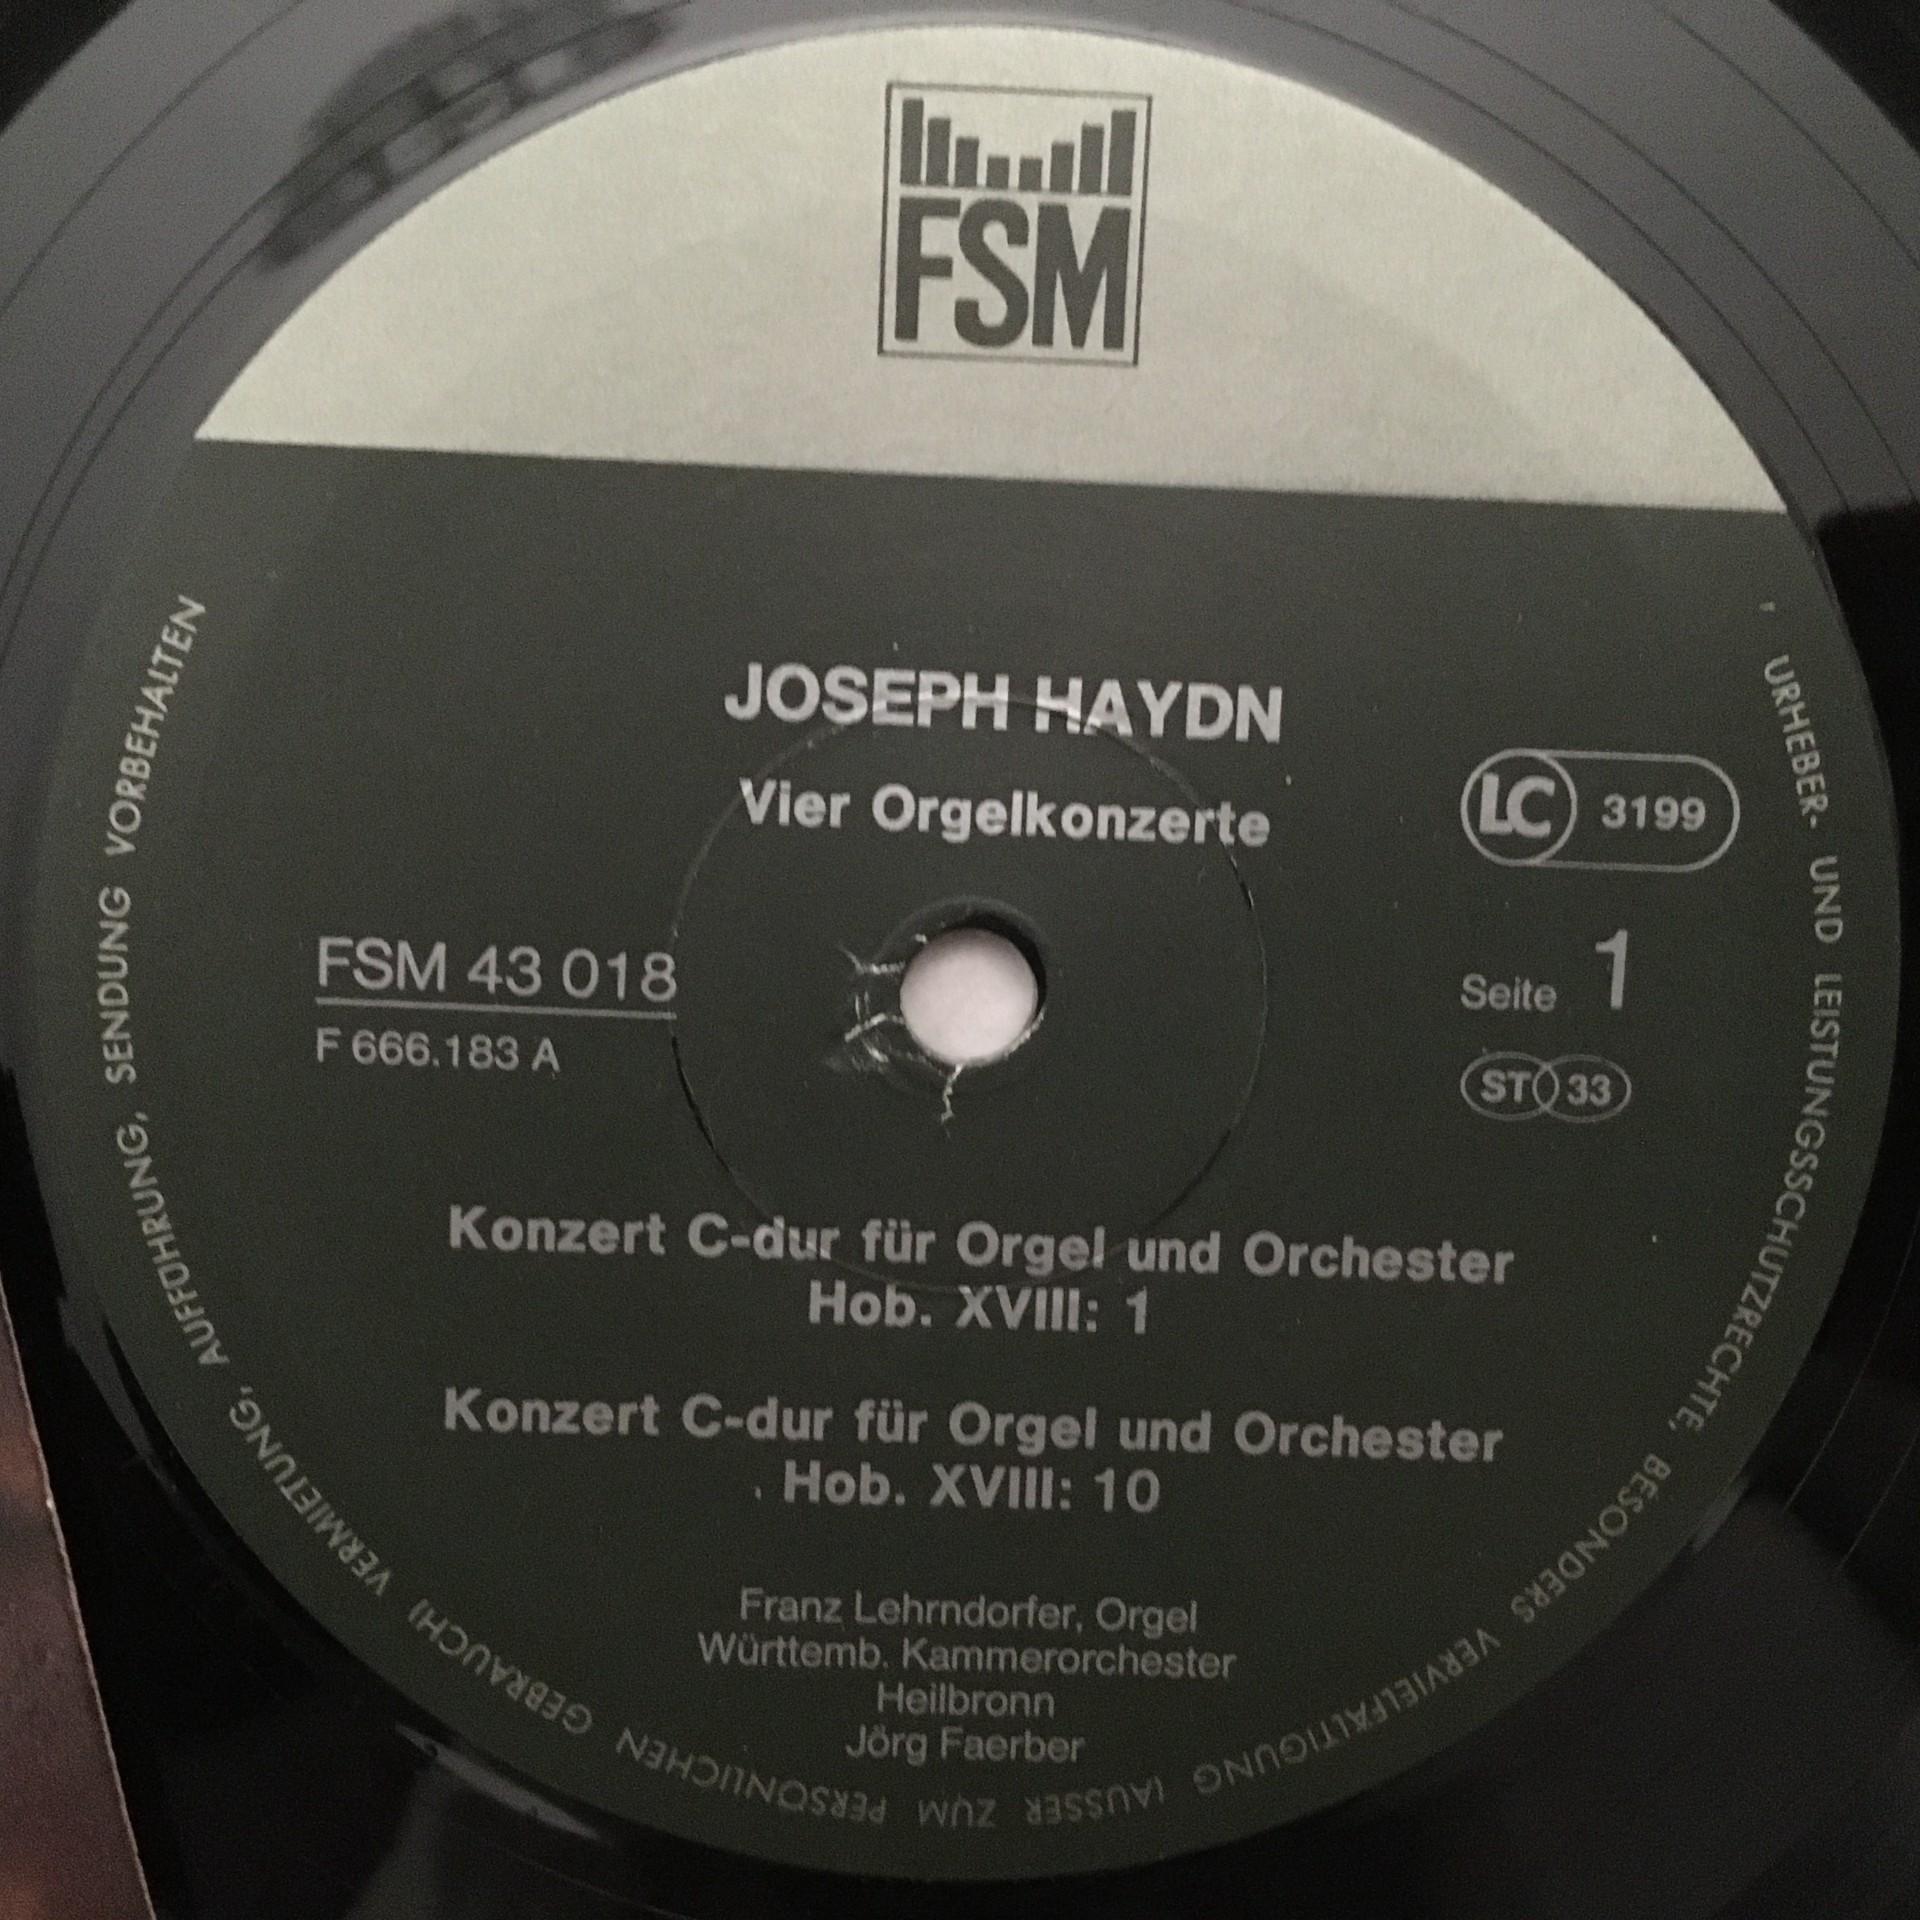 FSM
JOSEPH HAYDN
Vier Orgelkonzerte
LC 3199
FSM 43 018
F 666.183 A
Seite 1
ST 33
Konzert C-dur für Orgel und Orchester
Hob. XVIII: 1
Konzert C-dur für Orgel und Orchester
Hob. XVIII: 10
Franz Lehrndorfer, Orgel
Württemb. Kammerorchester
Heilbronn
Jörg Faerber
URHEBER- UND LEISTUNGSSCHUTZRECHTE, BESONDERS VERVIELFÄLTIGUNG (AUSSER ZUM PERSÖNLICHEN GEBRAUCH) VERMIETUNG, AUFFÜHRUNG, SENDUNG VORBEHALTEN